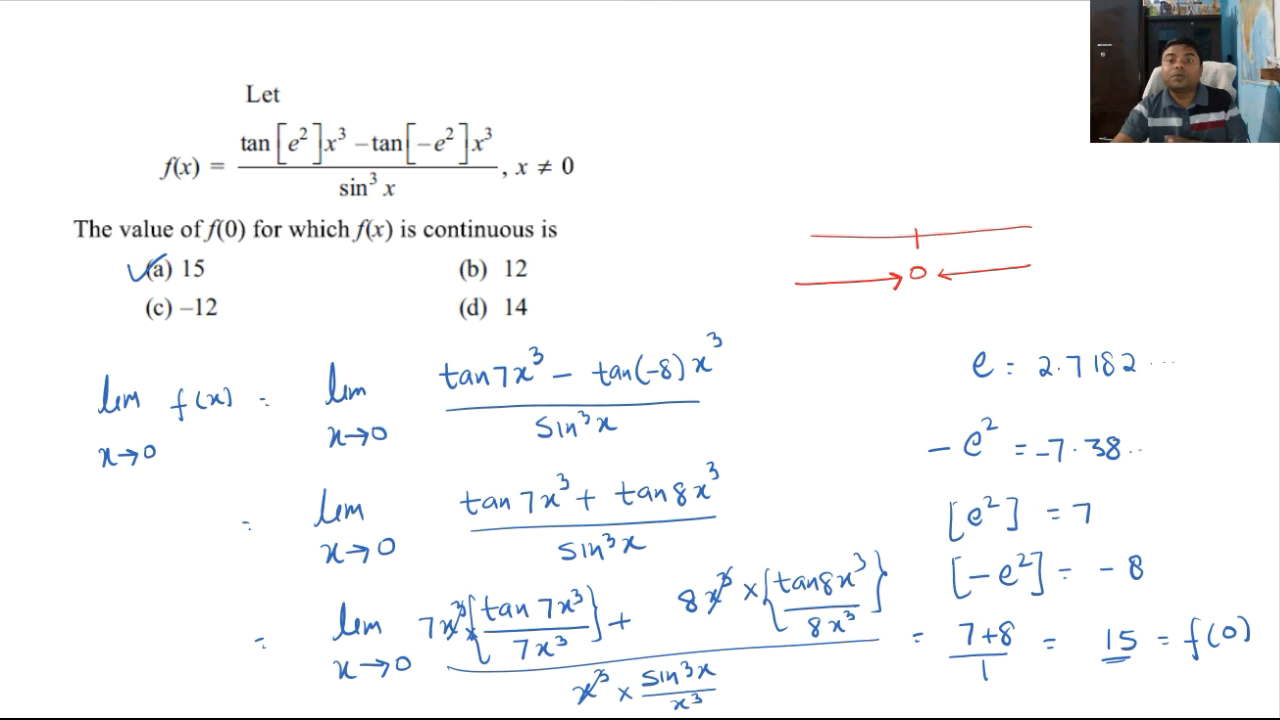 Let
f(x) = tan[e²]x³ − tan[−e²]x³ / sin³ x , x ≠ 0
The value of f(0) for which f(x) is continuous is
(a) 15 (b) 12
(c) −12 (d) 14
0
lim x→0 f(x) = lim x→0 tan7x³ − tan(−8)x³ / sin³x
= lim x→0 tan7x³ + tan8x³ / sin³x
= lim x→0 7x³ × {tan7x³ / 7x³} + 8x³ × {tan8x³ / 8x³} / x³ × sin³x / x³ = 7+8 / 1 = 15 = f(0)
e = 2.7182...
−e² = −7.38..
[e²] = 7
[−e²] = −8